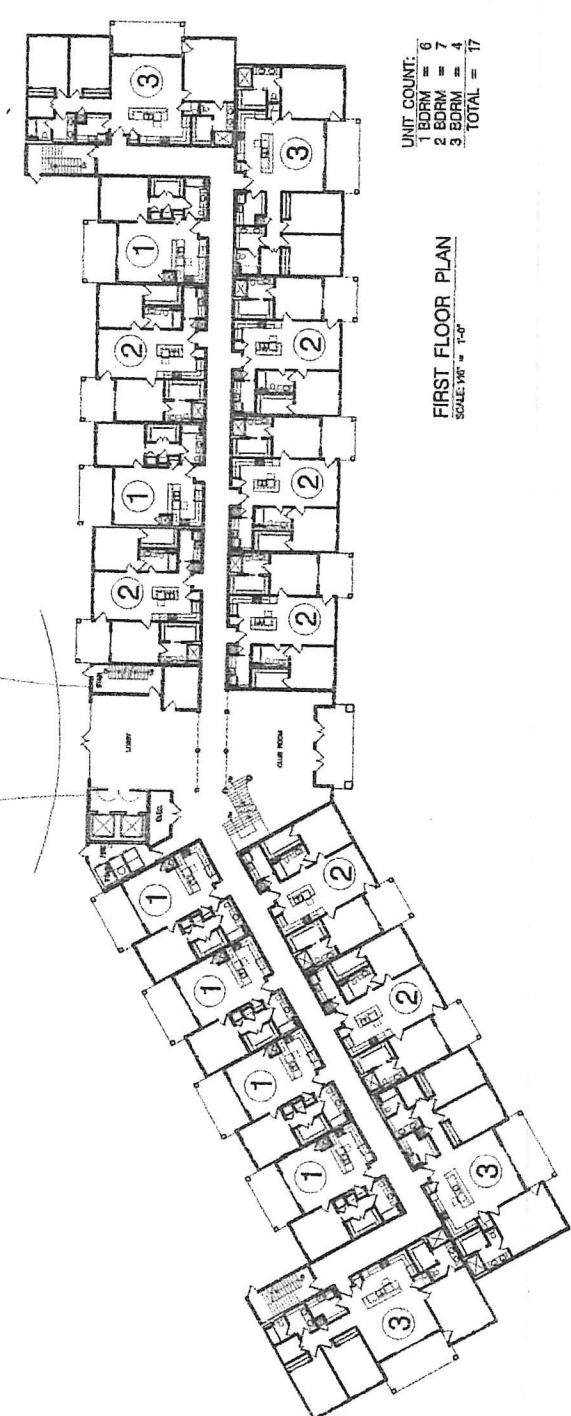 UNIT COUNT:
1 BDRM = 6
2 BDRM = 7
3 BDRM = 4
TOTAL = 17
FIRST FLOOR PLAN
SCALE: 1/16" = 1'-0"
3
3
1
2
2
1
2
2
2
STAIR
LOBBY
CLUB ROOM
ELEC.
1
2
1
2
1
1
3
3